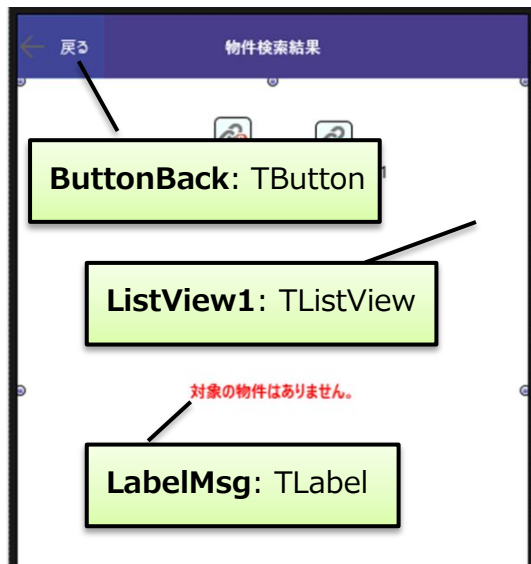 戻る
物件検索結果
ButtonBack: TButton
1
ListView1: TListView
対象の物件はありません。
LabelMsg: TLabel